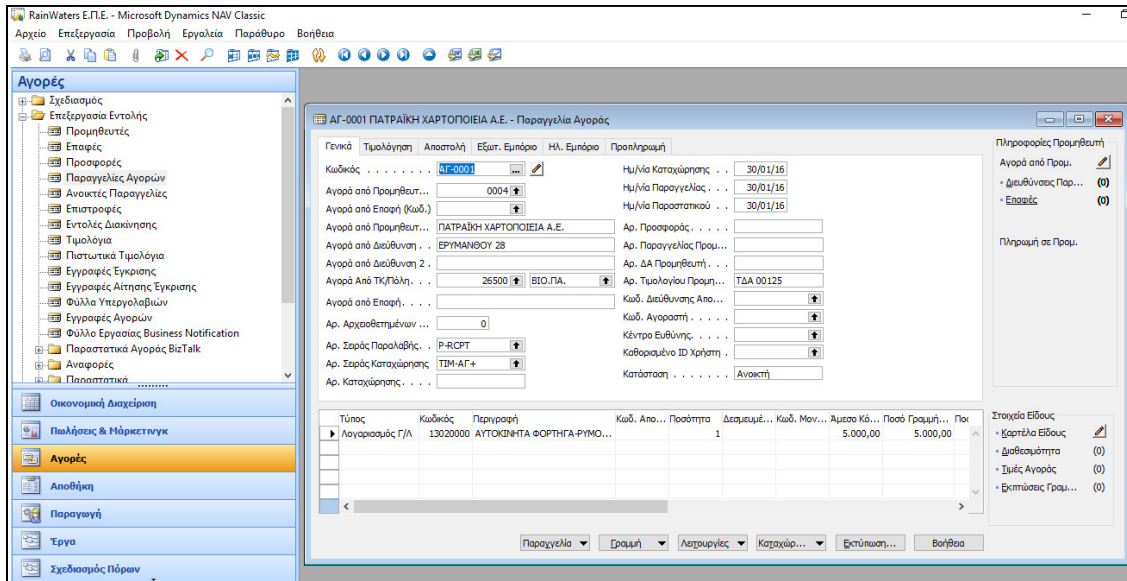 RainWaters Ε.Π.Ε. - Microsoft Dynamics NAV Classic
Αρχείο Επεξεργασία Προβολή Εργαλεία Παράθυρο Βοήθεια
Αγορές
Σχεδιασμός
Επεξεργασία Εντολής
Προμηθευτές
Επαφές
Προσφορές
Παραγγελίες Αγορών
Ανοικτές Παραγγελίες
Επιστροφές
Εντολές Διακίνησης
Τιμολόγια
Πιστωτικά Τιμολόγια
Εγγραφές Έγκρισης
Εγγραφές Αίτησης Έγκρισης
Φύλλα Υπεργολαβιών
Εγγραφές Αγορών
Φύλλο Εργασίας Business Notification
Παραστατικά Αγοράς BizTalk
Αναφορές
Παραστατικά
Οικονομική Διαχείριση
Πωλήσεις & Μάρκετινγκ
Αγορές
Αποθήκη
Παραγωγή
Έργα
Σχεδιασμός Πόρων
ΑΓ-0001 ΠΑΤΡΑΪΚΗ ΧΑΡΤΟΠΟΙΕΙΑ Α.Ε. - Παραγγελία Αγοράς
Γενικά Τιμολόγηση Αποστολή Εξωτ. Εμπόριο Ηλ. Εμπόριο Προπληρωμή
Κωδικός . . . . . . . . ΑΓ-0001 ...
Αγορά από Προμηθευτ... 0004
Αγορά από Επαφή (Κωδ.)
Αγορά από Προμηθευτ... ΠΑΤΡΑΪΚΗ ΧΑΡΤΟΠΟΙΕΙΑ Α.Ε.
Αγορά από Διεύθυνση . . ΕΡΥΜΑΝΘΟΥ 28
Αγορά από Διεύθυνση 2 .
Αγορά Από ΤΚ/Πόλη. . . 26500 ΒΙΟ.ΠΑ.
Αγορά από Επαφή. . . .
Αρ. Αρχειοθετημένων ... 0
Αρ. Σειράς Παραλαβής. . P-RCPT
Αρ. Σειράς Καταχώρησης ΤΙΜ-ΑΓ+
Αρ. Καταχώρησης. . . .
Ημ/νία Καταχώρησης . . 30/01/16
Ημ/νία Παραγγελίας. . . 30/01/16
Ημ/νία Παραστατικού . . 30/01/16
Αρ. Προσφοράς. . . . .
Αρ. Παραγγελίας Προμ...
Αρ. ΔΑ Προμηθευτή . . .
Αρ. Τιμολογίου Προμη... ΤΔΑ 00125
Κωδ. Διεύθυνσης Απο...
Κωδ. Αγοραστή . . . . .
Κέντρο Ευθύνης. . . . .
Καθορισμένο ID Χρήστη .
Κατάσταση . . . . . . . Ανοικτή
Πληροφορίες Προμηθευτή
Αγορά από Προμ.
Διευθύνσεις Παρ... (0)
Επαφές (0)
Πληρωμή σε Προμ.
Τύπος Κωδικός Περιγραφή Κωδ. Απο... Ποσότητα Δεσμευμέ... Κωδ. Μον... Άμεσο Κό... Ποσό Γραμμή... Ποσ
Λογαριασμός Γ/Λ 13020000 ΑΥΤΟΚΙΝΗΤΑ ΦΟΡΤΗΓΑ-ΡΥΜΟ... 1 5.000,00 5.000,00
Στοιχεία Είδους
Καρτέλα Είδους
Διαθεσιμότητα (0)
Τιμές Αγοράς (0)
Εκπτώσεις Γραμ... (0)
Παραγγελία Γραμμή Λειτουργίες Καταχώρ... Εκτύπωση... Βοήθεια